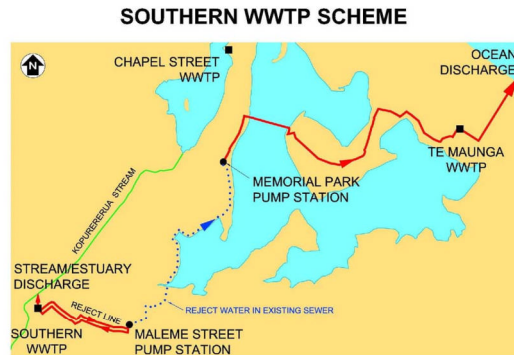 SOUTHERN WWTP SCHEME
N
CHAPEL STREET
WWTP
OCEAN
DISCHARGE
TE MAUNGA
WWTP
MEMORIAL PARK
PUMP STATION
KOPURERERUA STREAM
STREAM/ESTUARY
DISCHARGE
REJECT LINE
REJECT WATER IN EXISTING SEWER
SOUTHERN
WWTP
MALEME STREET
PUMP STATION